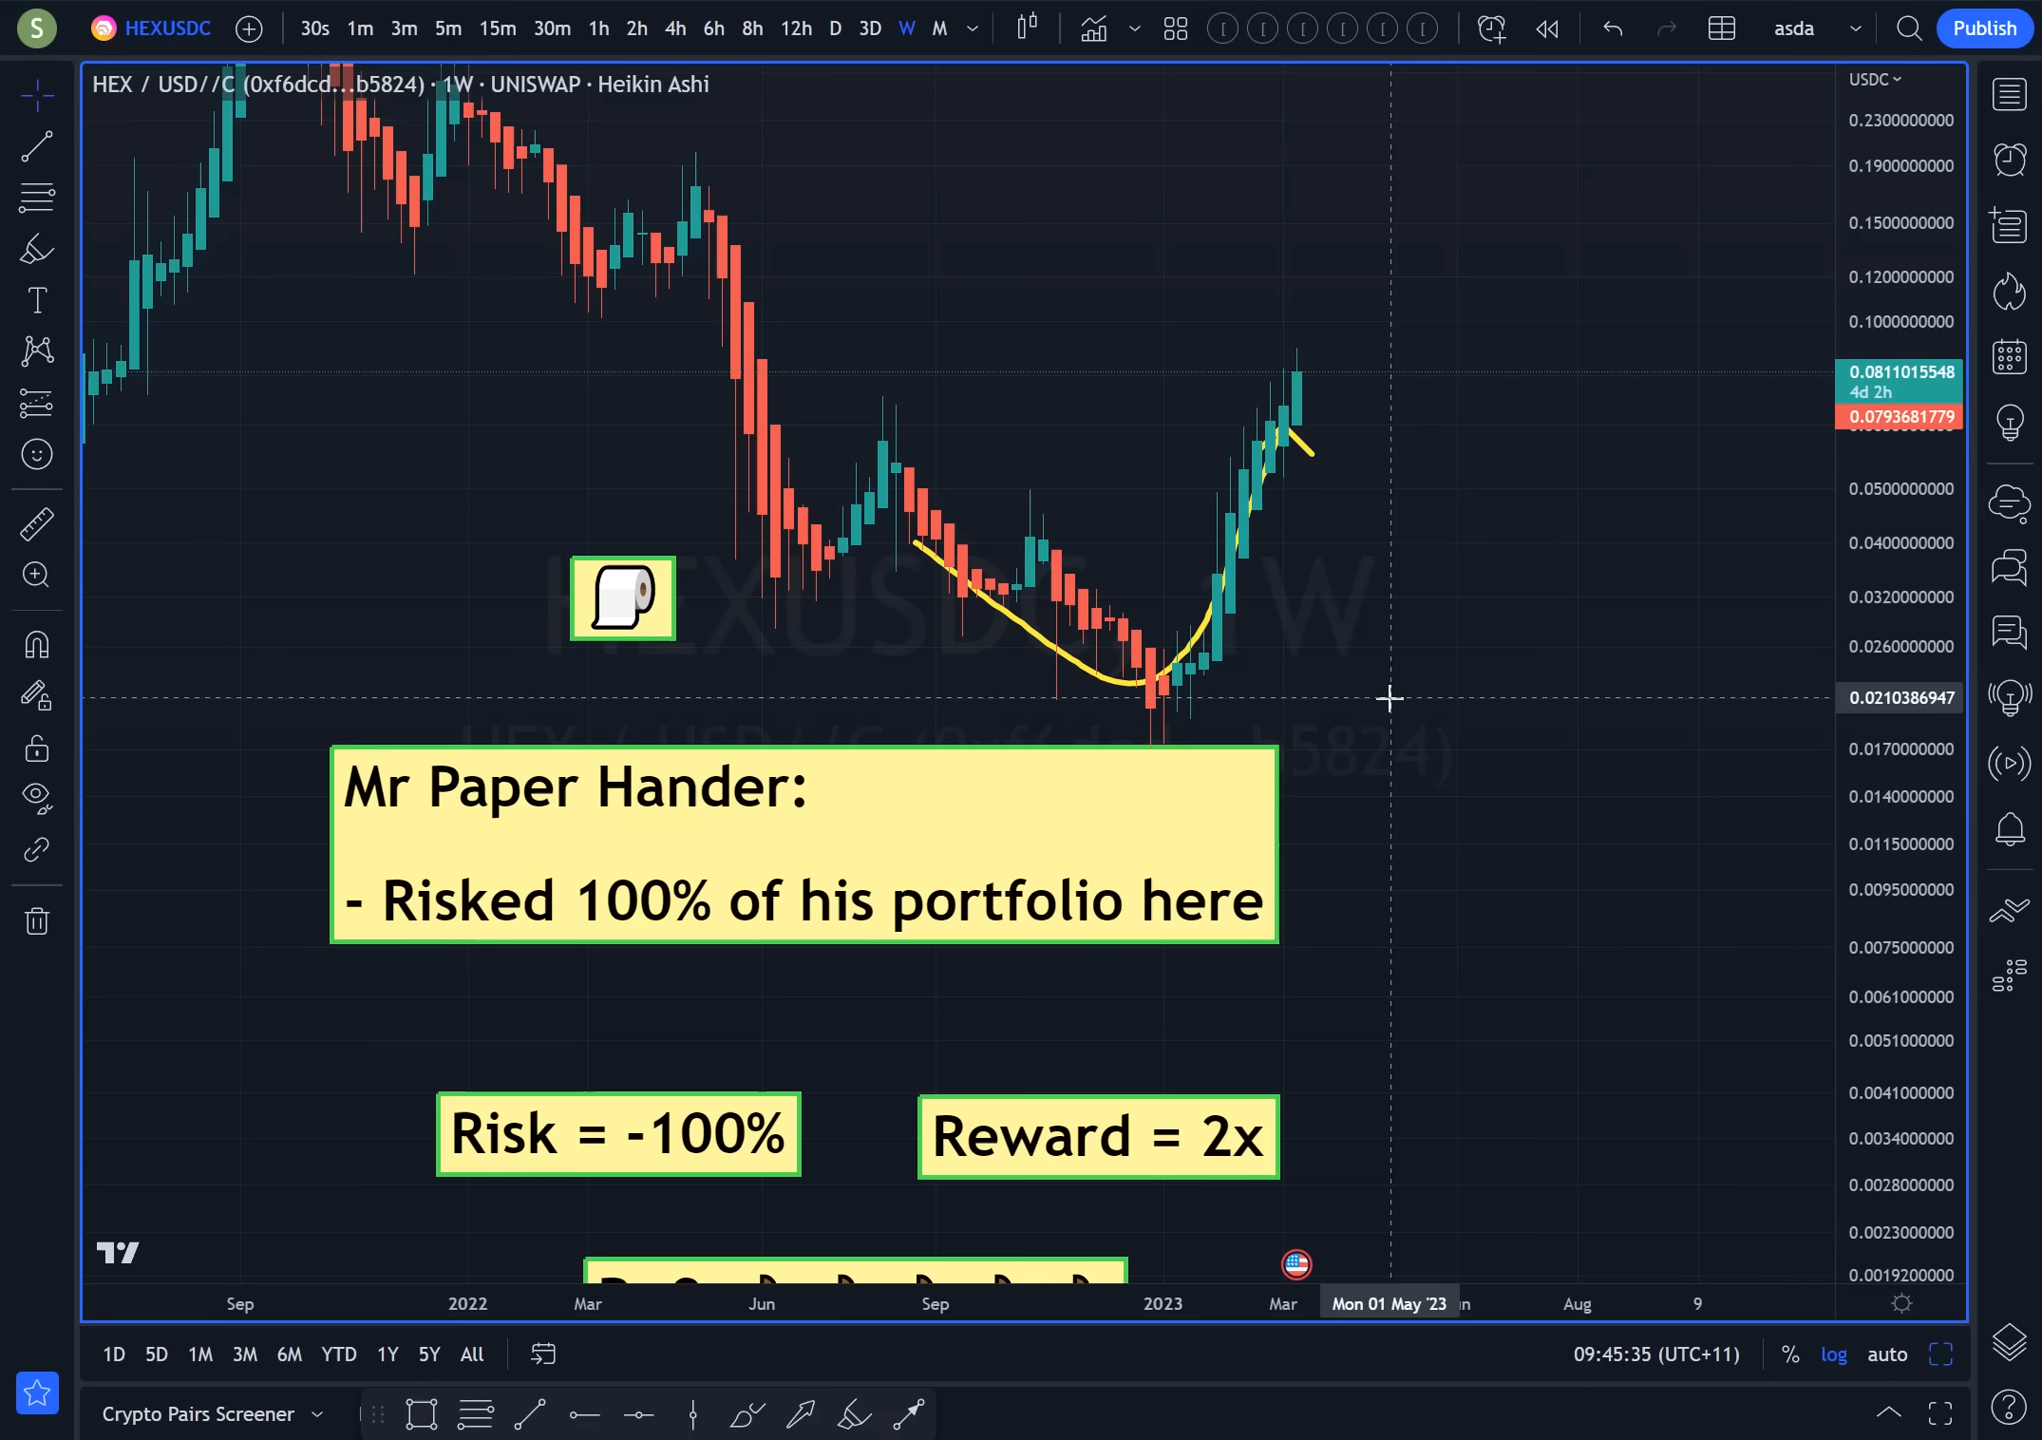 S
HEXUSDC
30s 1m 3m 5m 15m 30m 1h 2h 4h 6h 8h 12h D 3D W M
asda
Publish
HEX / USD//C (0xf6dcd...b5824) · 1W · UNISWAP · Heikin Ashi
USDC
0.2300000000
0.1900000000
0.1500000000
0.1200000000
0.1000000000
0.0811015548
4d 2h
0.0793681779
0.0500000000
0.0400000000
0.0320000000
0.0260000000
0.0210386947
0.0170000000
0.0140000000
0.0115000000
0.0095000000
0.0075000000
0.0061000000
0.0051000000
0.0041000000
0.0034000000
0.0028000000
0.0023000000
0.0019200000
HEXUSDC, 1W
HEX / USD//C (0xf6dcd...b5824)
Mr Paper Hander:
- Risked 100% of his portfolio here
Risk = -100%
Reward = 2x
Sep 2022 Mar Jun Sep 2023 Mar Mon 01 May '23 Aug 9
1D 5D 1M 3M 6M YTD 1Y 5Y All
09:45:35 (UTC+11) % log auto
Crypto Pairs Screener